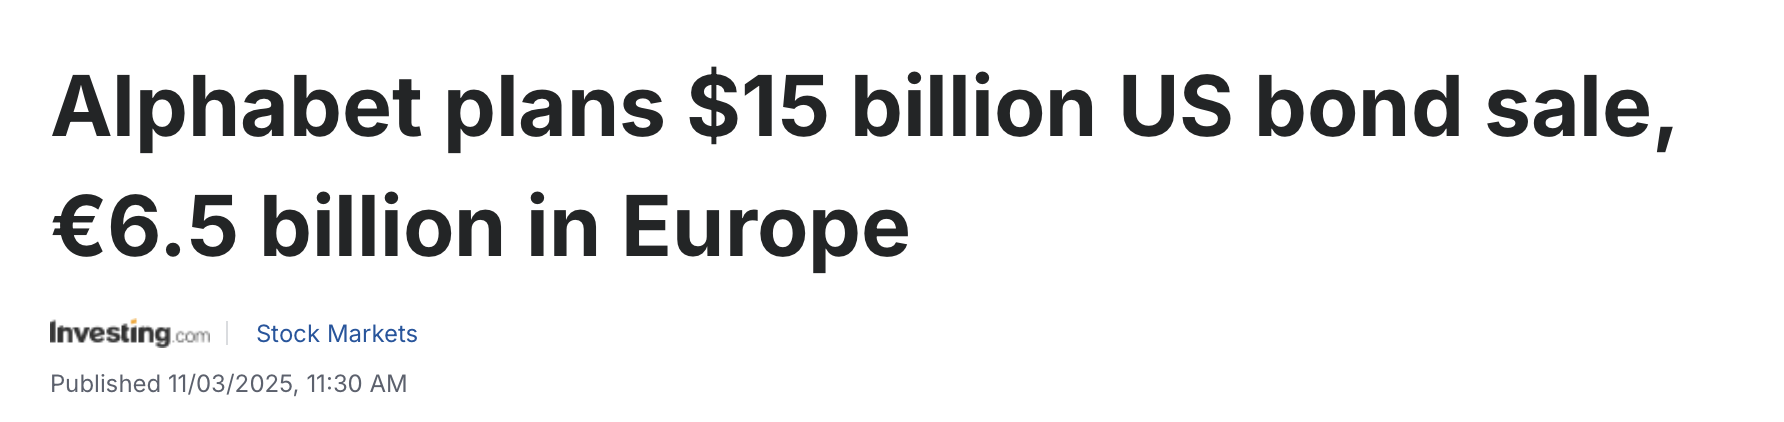 Alphabet plans $15 billion US bond sale,
€6.5 billion in Europe
Investing.com | Stock Markets
Published 11/03/2025, 11:30 AM